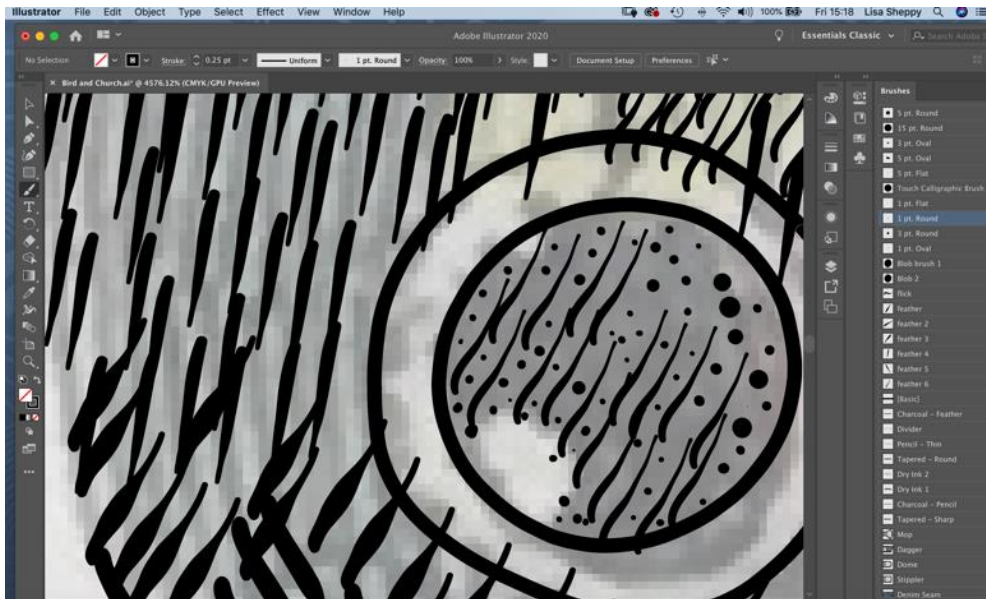 Illustrator File Edit Object Type Select Effect View Window Help 100% Fri 15:18 Lisa Sheppy
Adobe Illustrator 2020 Essentials Classic Search Adobe
No Selection Stroke: 0.25 pt Uniform 1 pt. Round Opacity: 100% Style: Document Setup Preferences
× Bird and Church.ai* @ 4576.12% (CMYK/GPU Preview)
Brushes
5 pt. Round
15 pt. Round
3 pt. Oval
5 pt. Oval
5 pt. Flat
Touch Calligraphic Brush
1 pt. Flat
1 pt. Round
3 pt. Round
1 pt. Oval
Blob brush 1
Blob 2
flick
feather
feather 2
feather 3
feather 4
feather 5
feather 6
[Basic]
Charcoal - Feather
Divider
Pencil - Thin
Tapered - Round
Dry Ink 2
Dry Ink 1
Charcoal - Pencil
Tapered - Sharp
Mop
Dagger
Dome
Stippler
Denim Seam